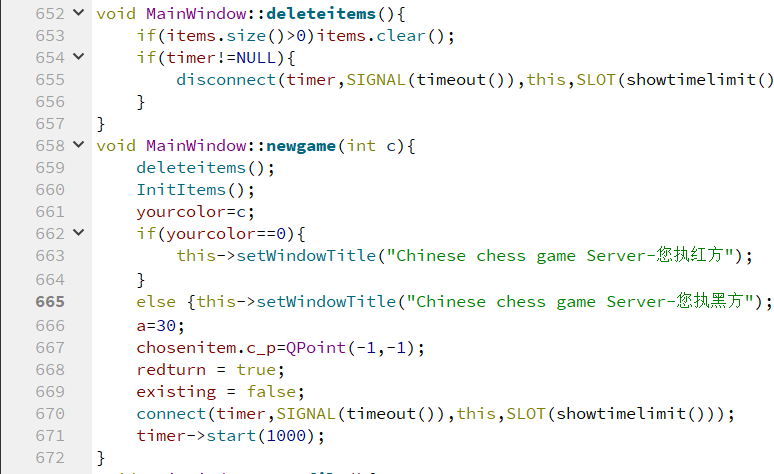 652 void MainWindow::deleteitems(){
653 if(items.size()>0)items.clear();
654 if(timer!=NULL){
655 disconnect(timer,SIGNAL(timeout()),this,SLOT(showtimelimit()
656 }
657 }
658 void MainWindow::newgame(int c){
659 deleteitems();
660 InitItems();
661 yourcolor=c;
662 if(yourcolor==0){
663 this->setWindowTitle("Chinese chess game Server-您执红方");
664 }
665 else {this->setWindowTitle("Chinese chess game Server-您执黑方");
666 a=30;
667 chosenitem.c_p=QPoint(-1,-1);
668 redturn = true;
669 existing = false;
670 connect(timer,SIGNAL(timeout()),this,SLOT(showtimelimit()));
671 timer->start(1000);
672 }